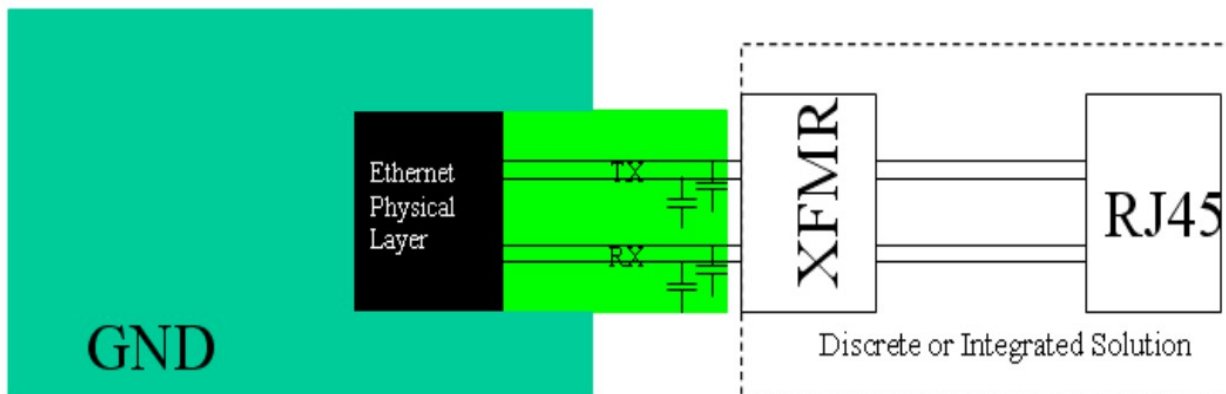 Ethernet
Physical
Layer
TX
RX
XFMR
RJ45
GND
Discrete or Integrated Solution